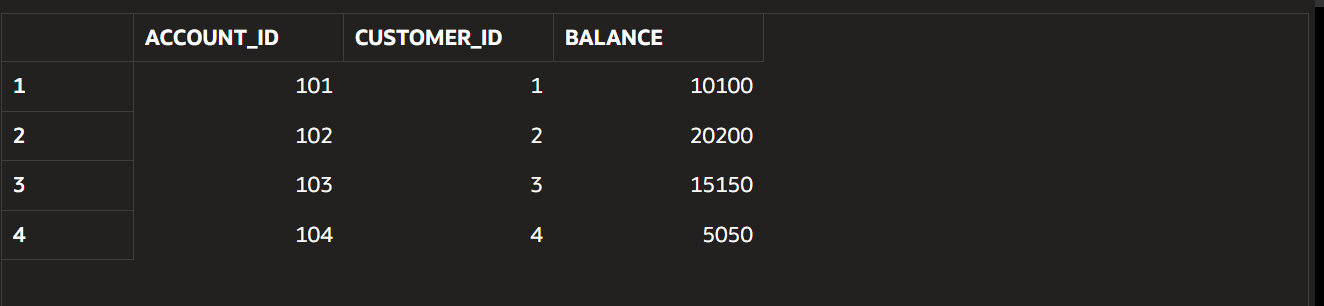 ACCOUNT_ID CUSTOMER_ID BALANCE
1 101 1 10100
2 102 2 20200
3 103 3 15150
4 104 4 5050